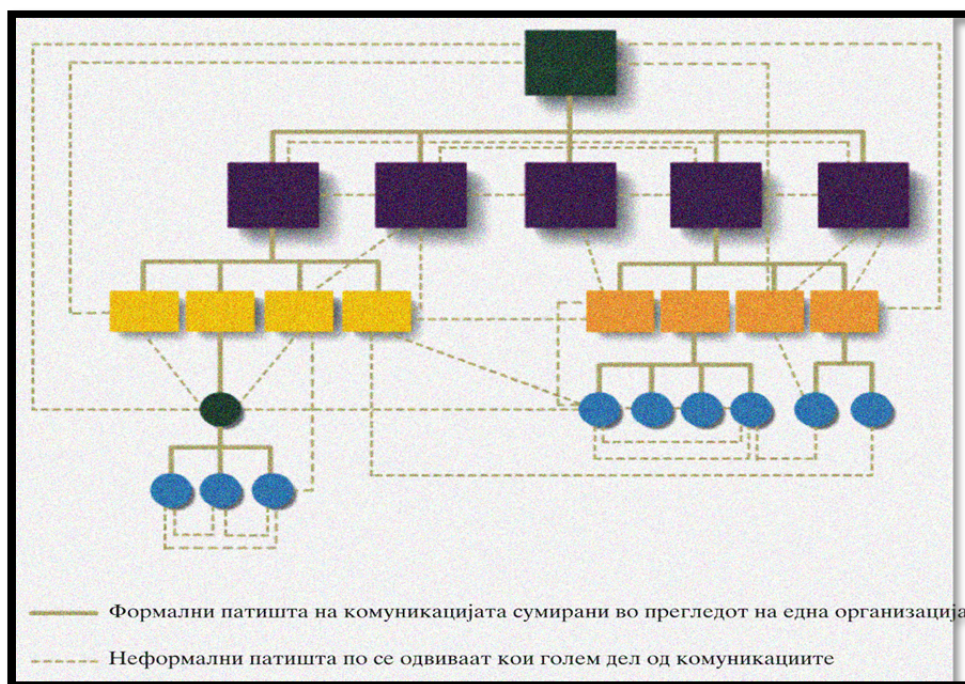 Формални патишта на комуникацијата сумирани во прегледот на една организација
Неформални патишта по се одвиваат кои голем дел од комуникациите